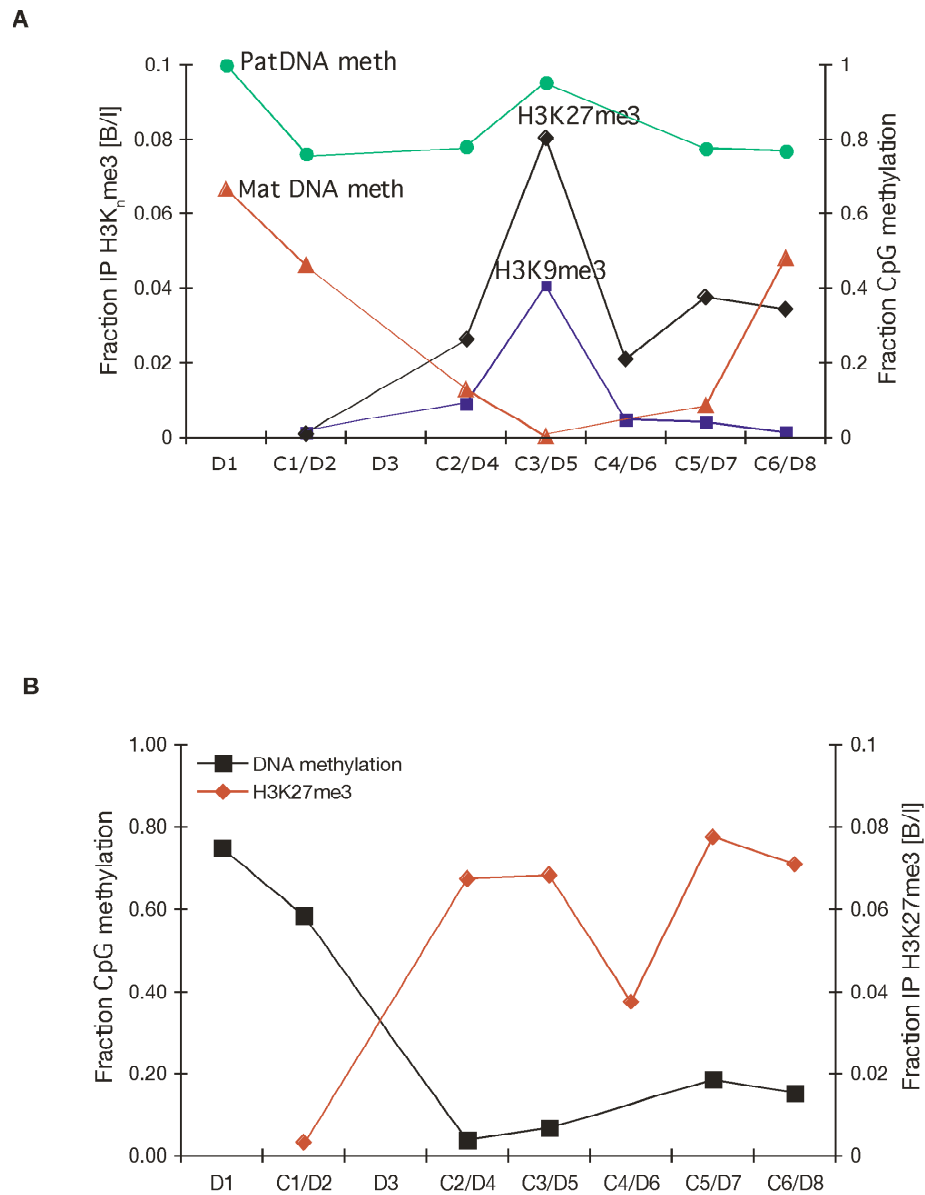 A
PatDNA meth
H3K27me3
Mat DNA meth
H3K9me3
Fraction IP H3Knme3 [B/I]
0.1
0.08
0.06
0.04
0.02
0
Fraction CpG methylation
1
0.8
0.6
0.4
0.2
0
D1 C1/D2 D3 C2/D4 C3/D5 C4/D6 C5/D7 C6/D8
B
DNA methylation
H3K27me3
Fraction CpG methylation
1.00
0.80
0.60
0.40
0.20
0.00
Fraction IP H3K27me3 [B/I]
0.1
0.08
0.06
0.04
0.02
0
D1 C1/D2 D3 C2/D4 C3/D5 C4/D6 C5/D7 C6/D8